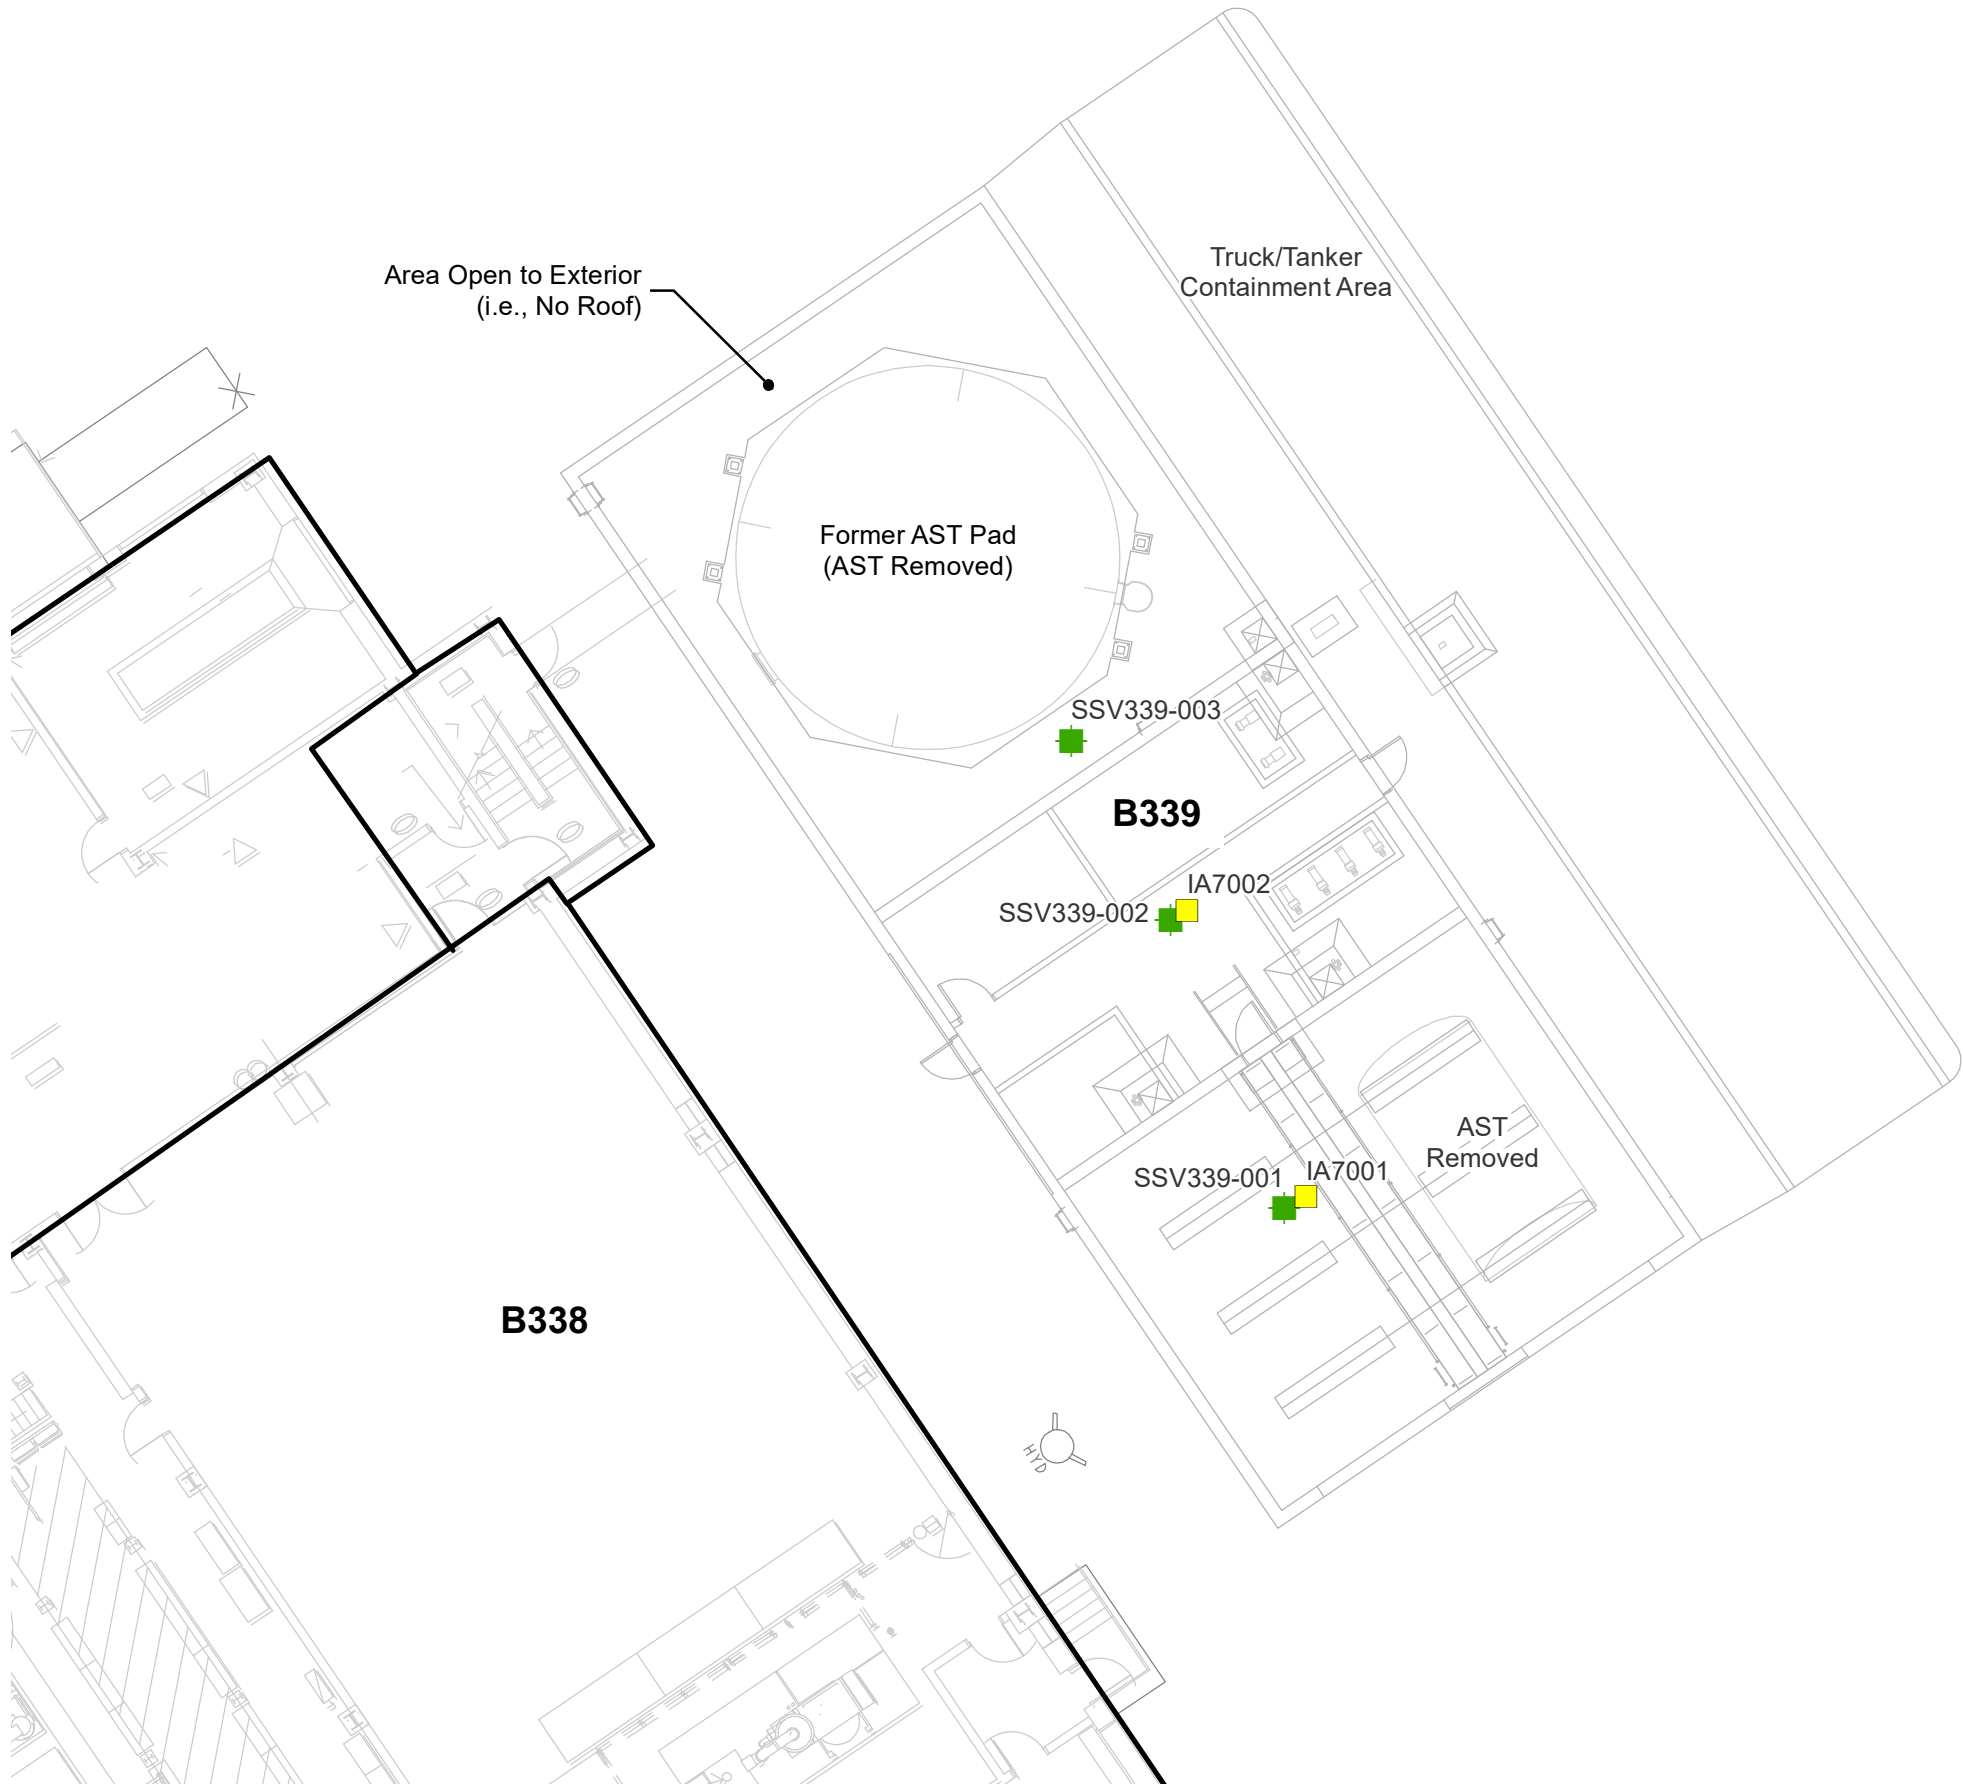 Truck/Tanker
Containment Area
Area Open to Exterior
(i.e., No Roof)
Former AST Pad
(AST Removed)
SSV339-003
B339
IA7002
SSV339-002
AST
Removed
SSV339-001
IA7001
B338
HYD